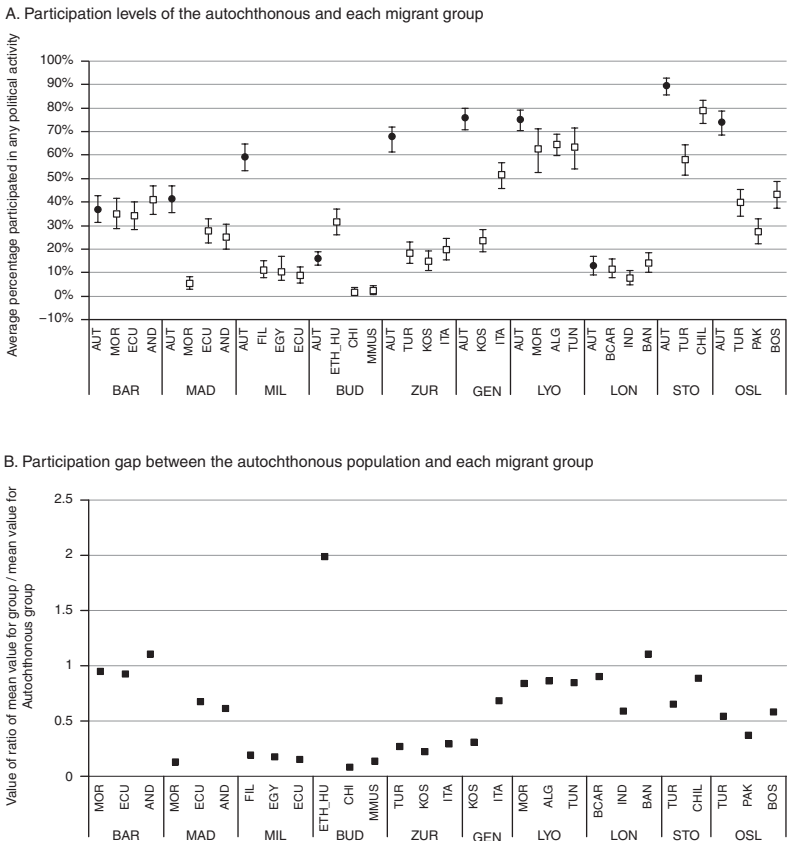 A. Participation levels of the autochthonous and each migrant group
Average percentage participated in any political activity
100%
90%
80%
70%
60%
50%
40%
30%
20%
10%
0%
−10%
AUT MOR ECU AND AUT MOR ECU AND AUT FIL EGY ECU AUT ETH_HU CHI MMUS AUT TUR KOS ITA AUT KOS ITA AUT MOR ALG TUN AUT BCAR IND BAN AUT TUR CHIL AUT TUR PAK BOS
BAR MAD MIL BUD ZUR GEN LYO LON STO OSL
B. Participation gap between the autochthonous population and each migrant group
Value of ratio of mean value for group / mean value for
Autochthonous group
2.5
2
1.5
1
0.5
0
MOR ECU AND MOR ECU AND FIL EGY ECU ETH_HU CHI MMUS TUR KOS ITA KOS ITA MOR ALG TUN BCAR IND BAN TUR CHIL TUR PAK BOS
BAR MAD MIL BUD ZUR GEN LYO LON STO OSL